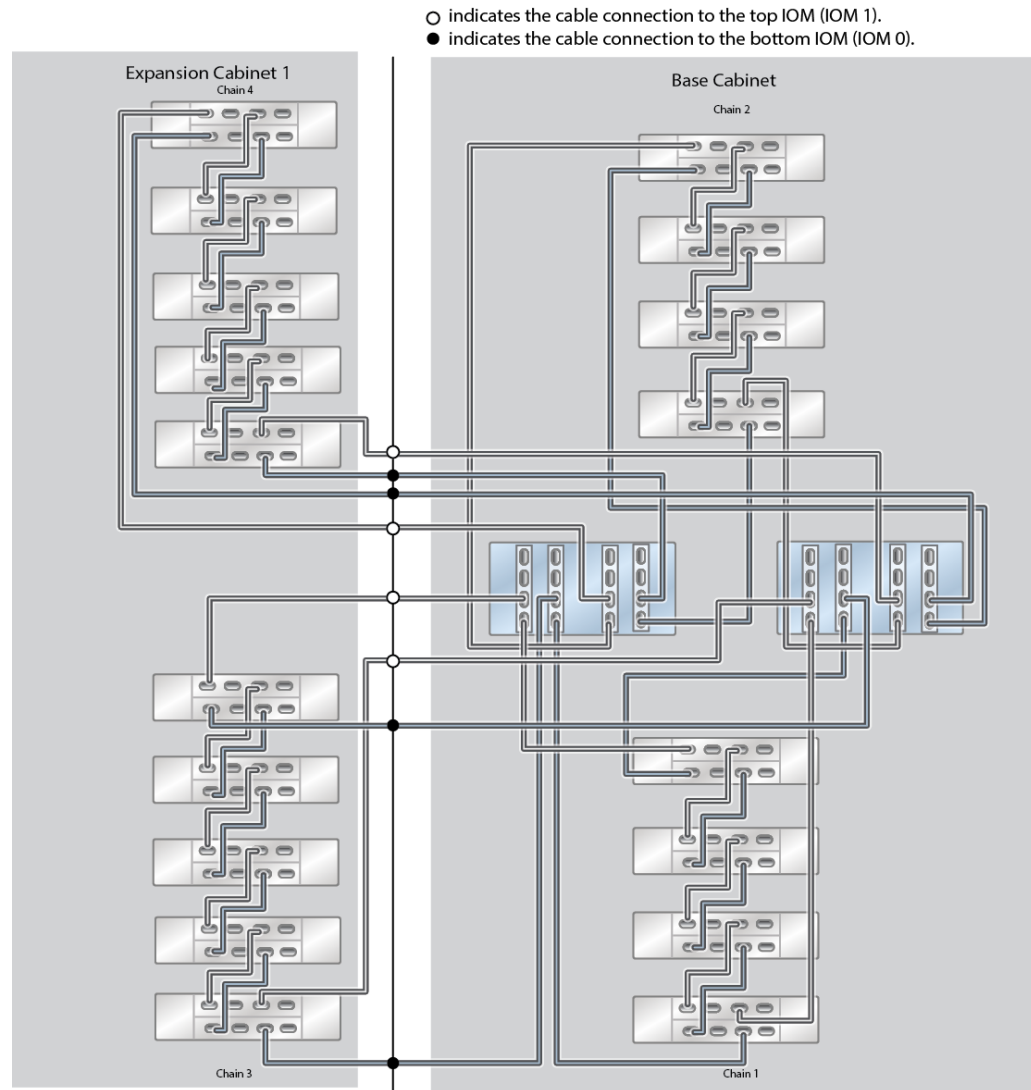 indicates the cable connection to the top IOM (IOM 1).
indicates the cable connection to the bottom IOM (IOM 0).
Expansion Cabinet 1
Chain 4
Base Cabinet
Chain 2
Chain 3
Chain 1